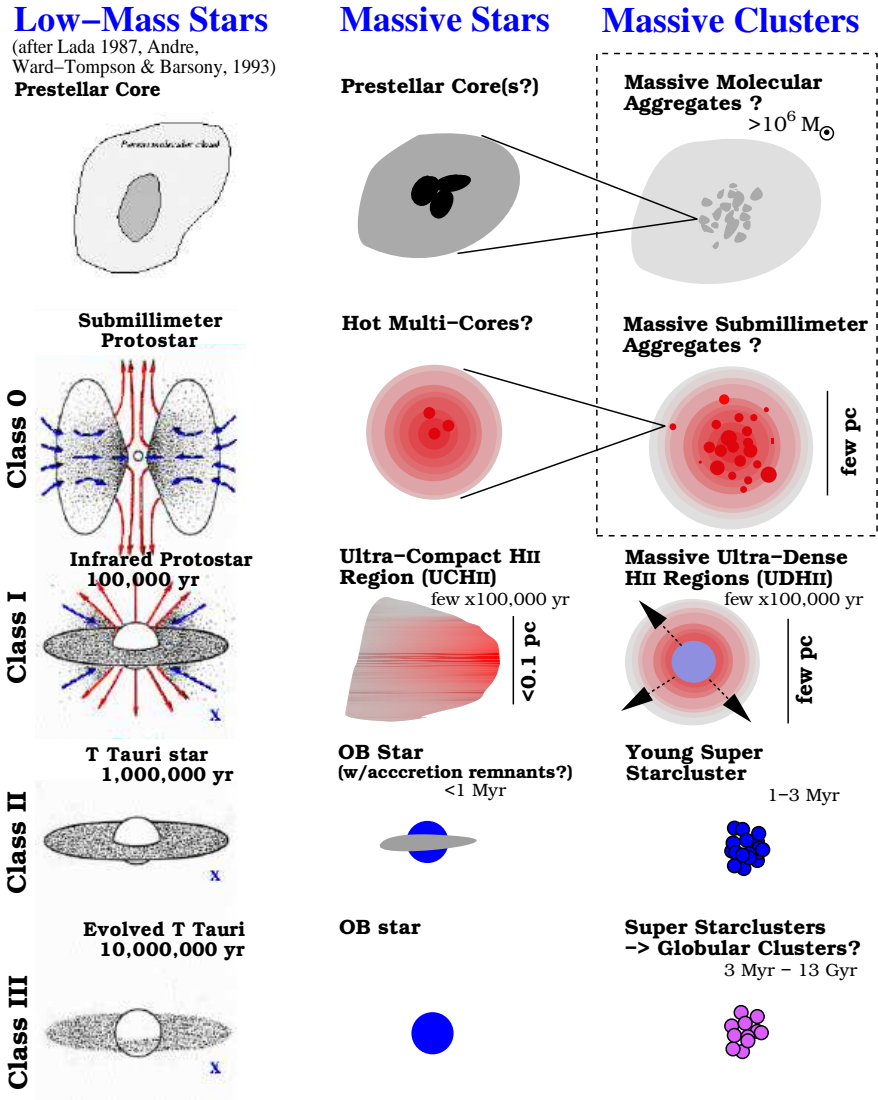 Low−Mass Stars
(after Lada 1987, Andre,
Ward−Tompson & Barsony, 1993)
Prestellar Core
Massive Stars
Prestellar Core(s?)
Massive Clusters
Massive Molecular
Aggregates ?
>10⁶ M⊙
Class 0
Submillimeter
Protostar
Hot Multi−Cores?
Massive Submillimeter
Aggregates ?
few pc
Class I
Infrared Protostar
100,000 yr
X
Ultra−Compact HII
Region (UCHII)
few x100,000 yr
<0.1 pc
Massive Ultra−Dense
HII Regions (UDHII)
few x100,000 yr
few pc
Class II
T Tauri star
1,000,000 yr
X
OB Star
(w/acccretion remnants?)
<1 Myr
Young Super
Starcluster
1−3 Myr
Class III
Evolved T Tauri
10,000,000 yr
X
OB star
Super Starclusters
−> Globular Clusters?
3 Myr − 13 Gyr